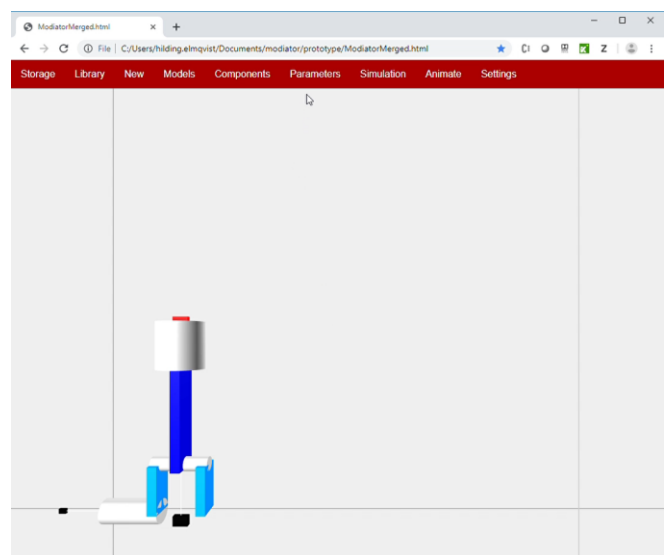 ModiatorMerged.html
File | C:/Users/hilding.elmqvist/Documents/modiator/prototype/ModiatorMerged.html
Storage Library New Models Components Parameters Simulation Animate Settings